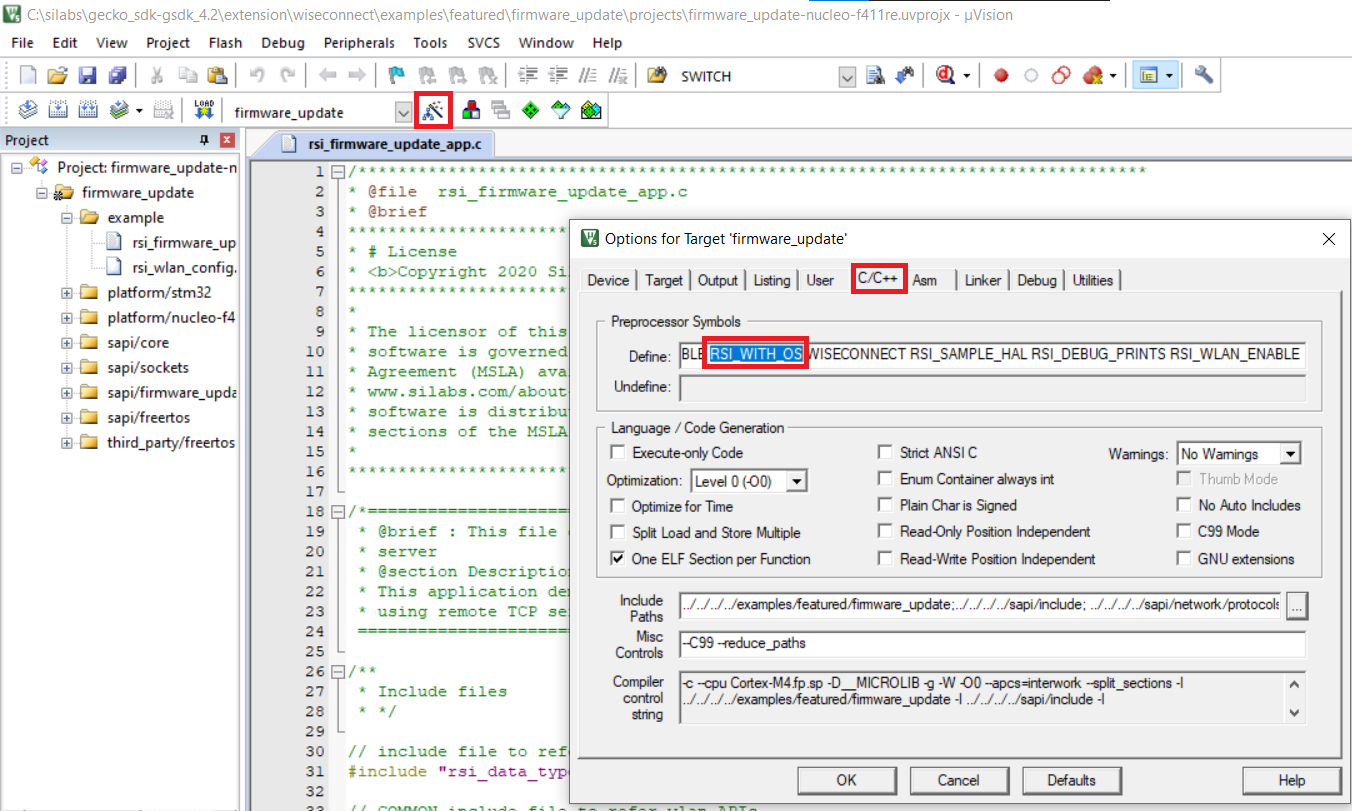 C:\silabs\gecko_sdk-gsdk_4.2\extension\wiseconnect\examples\featured\firmware_update\projects\firmware_update-nucleo-f411re.uvprojx - µVision
File Edit View Project Flash Debug Peripherals Tools SVCS Window Help
SWITCH
LOAD firmware_update
Project
rsi_firmware_update_app.c
Project: firmware_update-n
firmware_update
example
rsi_firmware_up
rsi_wlan_config.
platform/stm32
platform/nucleo-f4
sapi/core
sapi/sockets
sapi/firmware_upda
sapi/freertos
third_party/freertos
1 /*******************************************************************************
2 * @file rsi_firmware_update_app.c
3 * @brief
4 **********************
5 * # License
6 * <b>Copyright 2020 Si
7 **********************
8 *
9 * The licensor of this
10 * software is governed
11 * Agreement (MSLA) ava
12 * www.silabs.com/about
13 * software is distribu
14 * sections of the MSLA
15 *
16 **********************
17
18 /*====================
19 * @brief : This file
20 * server
21 * @section Description
22 * This application dem
23 * using remote TCP se
24 =====================
25
26 /**
27 * Include files
28 * */
29
30 // include file to ref
31 #include "rsi_data_typ
32
33 // COMMON include file to refer wlan APIs
Options for Target 'firmware_update'
Device Target Output Listing User C/C++ Asm Linker Debug Utilities
Preprocessor Symbols
Define: BLE RSI_WITH_OS WISECONNECT RSI_SAMPLE_HAL RSI_DEBUG_PRINTS RSI_WLAN_ENABLE
Undefine:
Language / Code Generation
Execute-only Code Strict ANSI C Warnings: No Warnings
Optimization: Level 0 (-O0) Enum Container always int Thumb Mode
Optimize for Time Plain Char is Signed No Auto Includes
Split Load and Store Multiple Read-Only Position Independent C99 Mode
One ELF Section per Function Read-Write Position Independent GNU extensions
Include Paths ../../../../examples/featured/firmware_update;../../../../sapi/include; ../../../../sapi/network/protocols ...
Misc Controls --C99 --reduce_paths
Compiler control string -c --cpu Cortex-M4.fp.sp -D__MICROLIB -g -W -O0 --apcs=interwork --split_sections -I
../../../../examples/featured/firmware_update -I ../../../../sapi/include -I
OK Cancel Defaults Help